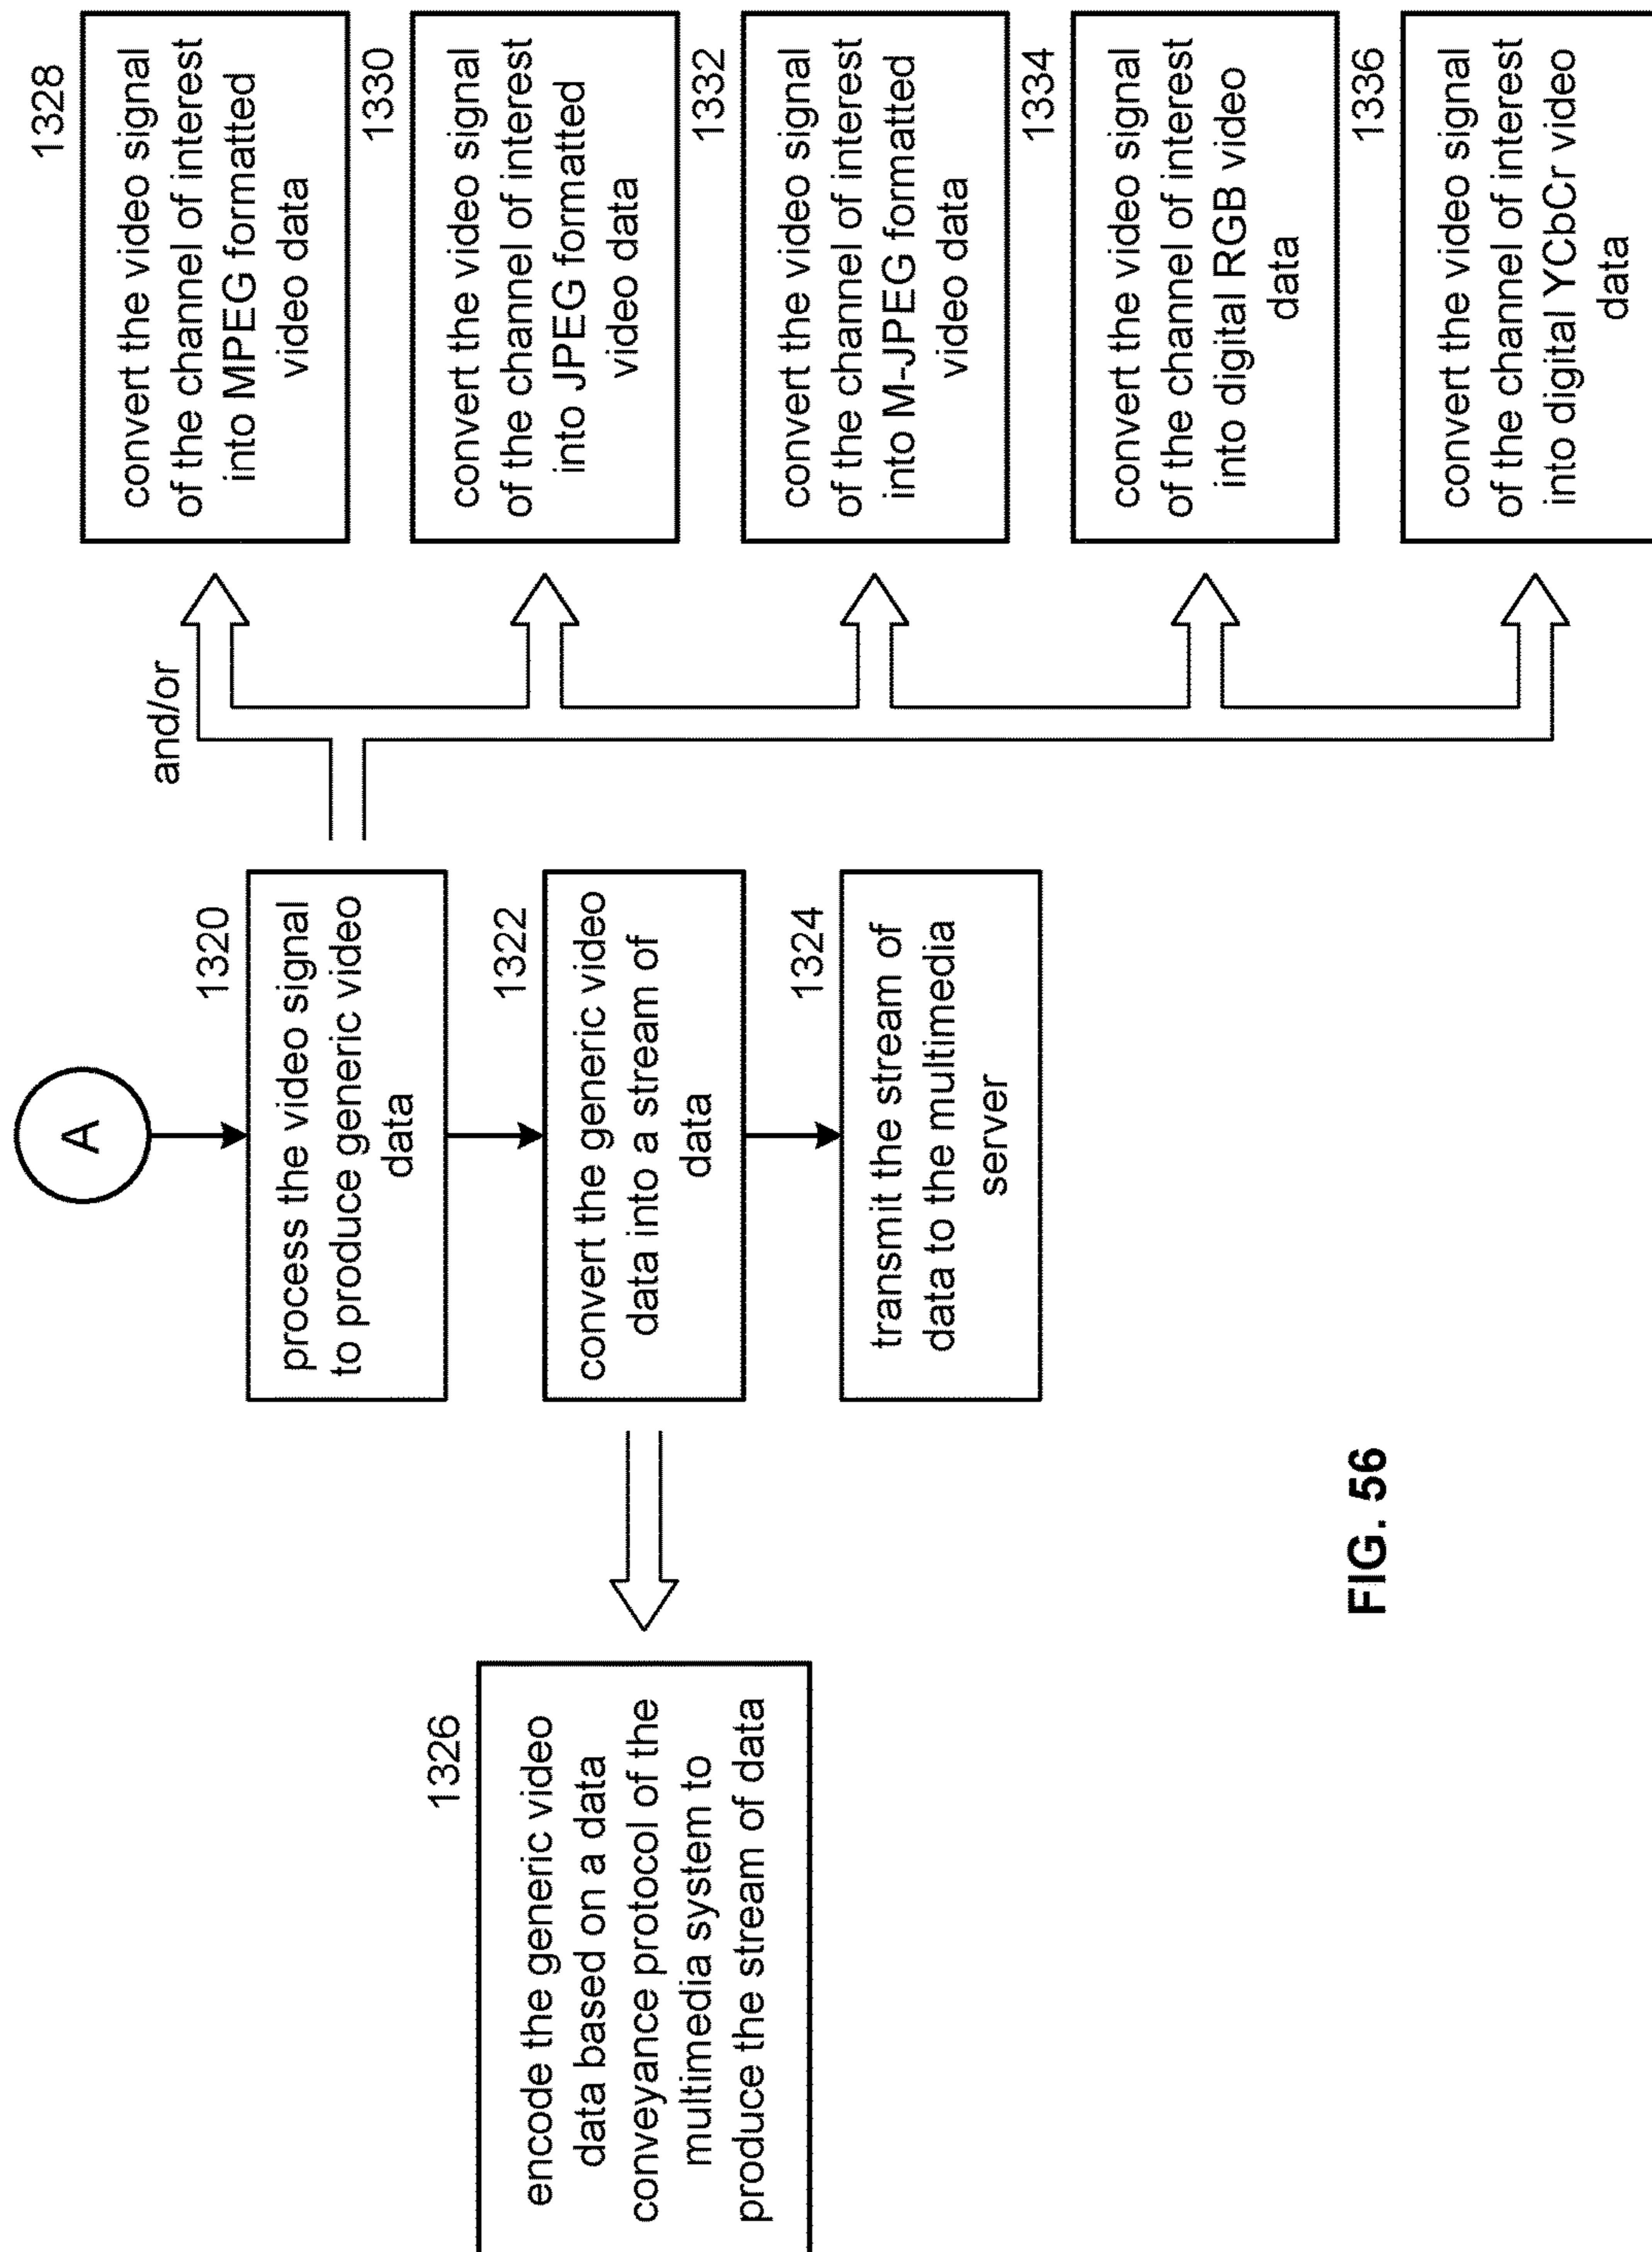 A
1320
process the video signal
to produce generic video
data
1322
convert the generic video
data into a stream of
data
1324
transmit the stream of
data to the multimedia
server
1326
encode the generic video
data based on a data
conveyance protocol of the
multimedia system to
produce the stream of data
and/or
1328
convert the video signal
of the channel of interest
into MPEG formatted
video data
1330
convert the video signal
of the channel of interest
into JPEG formatted
video data
1332
convert the video signal
of the channel of interest
into M-JPEG formatted
video data
1334
convert the video signal
of the channel of interest
into digital RGB video
data
1336
convert the video signal
of the channel of interest
into digital YCbCr video
data
FIG. 56